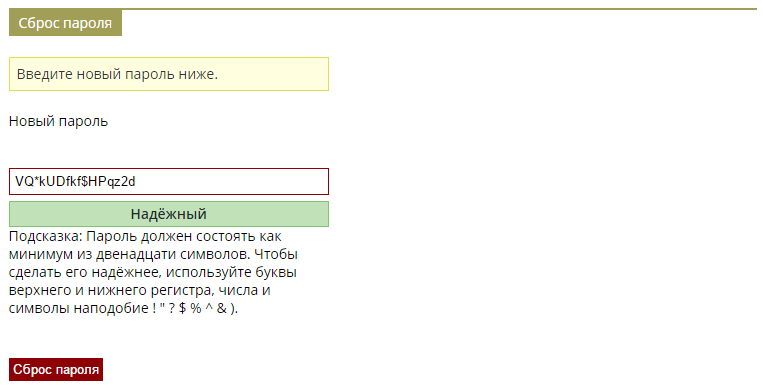 Сброс пароля
Введите новый пароль ниже.
Новый пароль
VQ*kUDfkf$HPqz2d
Надёжный
Подсказка: Пароль должен состоять как
минимум из двенадцати символов. Чтобы
сделать его надёжнее, используйте буквы
верхнего и нижнего регистра, числа и
символы наподобие ! " ? $ % ^ & ).
Сброс пароля